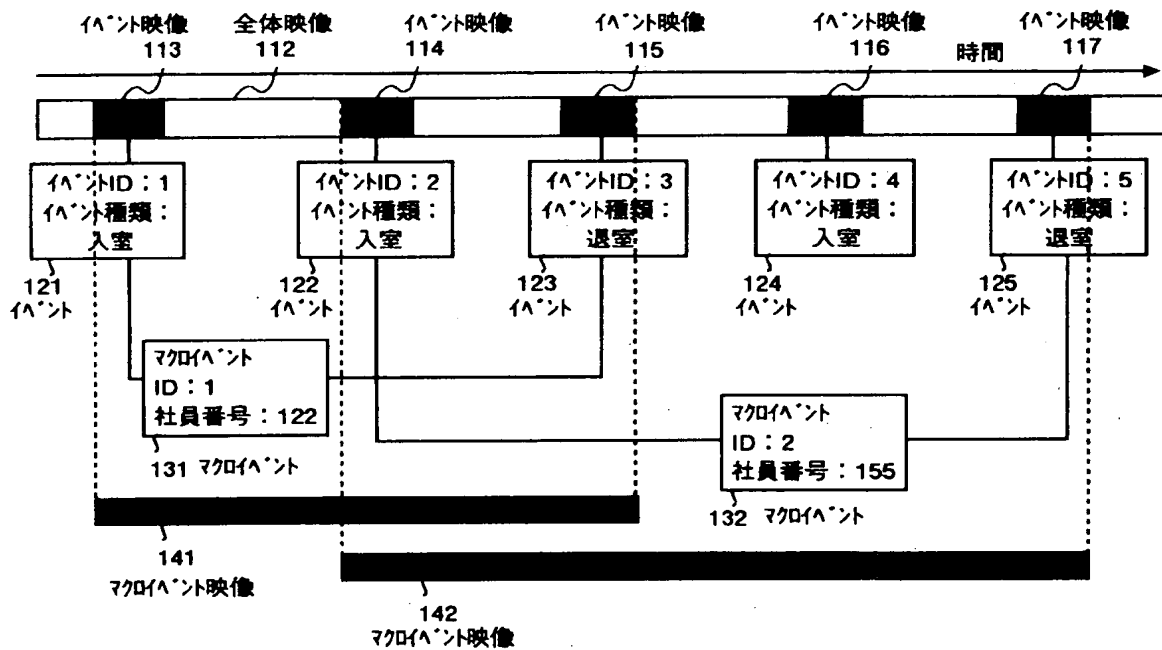 イベント映像 全体映像 イベント映像 イベント映像 イベント映像 イベント映像
113 112 114 115 116 117
時間
イベントID：1
イベント種類：
入室
イベントID：2
イベント種類：
入室
イベントID：3
イベント種類：
退室
イベントID：4
イベント種類：
入室
イベントID：5
イベント種類：
退室
121
イベント
122
イベント
123
イベント
124
イベント
125
イベント
マクロイベント
ID：1
社員番号：122
131 マクロイベント
マクロイベント
ID：2
社員番号：155
132 マクロイベント
141
マクロイベント映像
142
マクロイベント映像